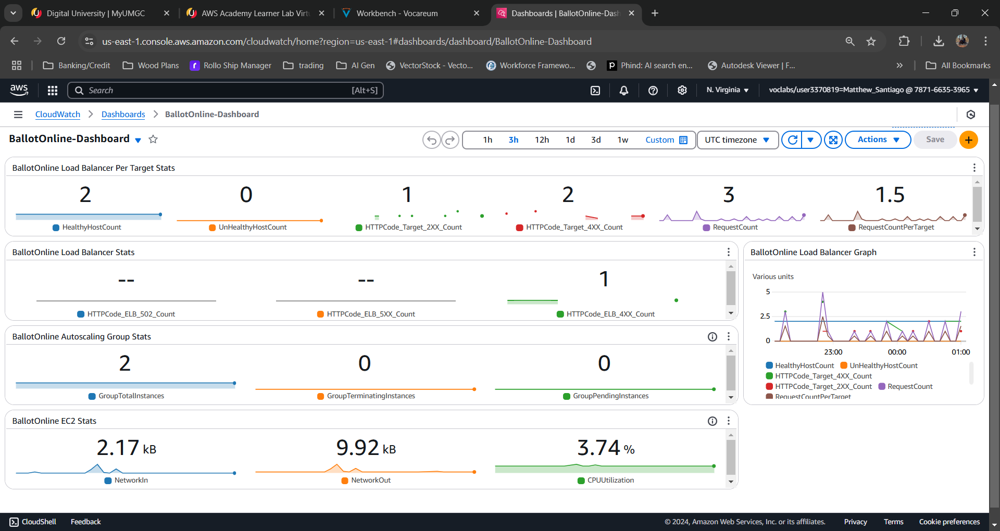 Digital University | MyUMGC
AWS Academy Learner Lab Virtu
Workbench - Vocareum
Dashboards | BallotOnline-Dash
us-east-1.console.aws.amazon.com/cloudwatch/home?region=us-east-1#dashboards/dashboard/BallotOnline-Dashboard
Banking/Credit
Wood Plans
r Rollo Ship Manager
trading
AI Gen
VectorStock - Vecto...
Workforce Framewo...
p Phind: AI search en...
Autodesk Viewer | F...
All Bookmarks
aws
Search
[Alt+S]
N. Virginia
voclabs/user3370819=Matthew_Santiago @ 7871-6635-3965
CloudWatch
Dashboards
BallotOnline-Dashboard
BallotOnline-Dashboard
1h 3h 12h 1d 3d 1w Custom
UTC timezone
Actions
Save
BallotOnline Load Balancer Per Target Stats
2 0 1 2 3 1.5
HealthyHostCount UnHealthyHostCount HTTPCode_Target_2XX_Count HTTPCode_Target_4XX_Count RequestCount RequestCountPerTarget
BallotOnline Load Balancer Stats
-- -- 1
HTTPCode_ELB_502_Count HTTPCode_ELB_5XX_Count HTTPCode_ELB_4XX_Count
BallotOnline Load Balancer Graph
Various units
5
2.5
0
23:00 00:00 01:00
HealthyHostCount UnHealthyHostCount
HTTPCode_Target_4XX_Count
HTTPCode_Target_2XX_Count RequestCount
RequestCountPerTarget
BallotOnline Autoscaling Group Stats
2 0 0
GroupTotalInstances GroupTerminatingInstances GroupPendingInstances
BallotOnline EC2 Stats
2.17 kB 9.92 kB 3.74 %
NetworkIn NetworkOut CPUUtilization
CloudShell Feedback
© 2024, Amazon Web Services, Inc. or its affiliates. Privacy Terms Cookie preferences